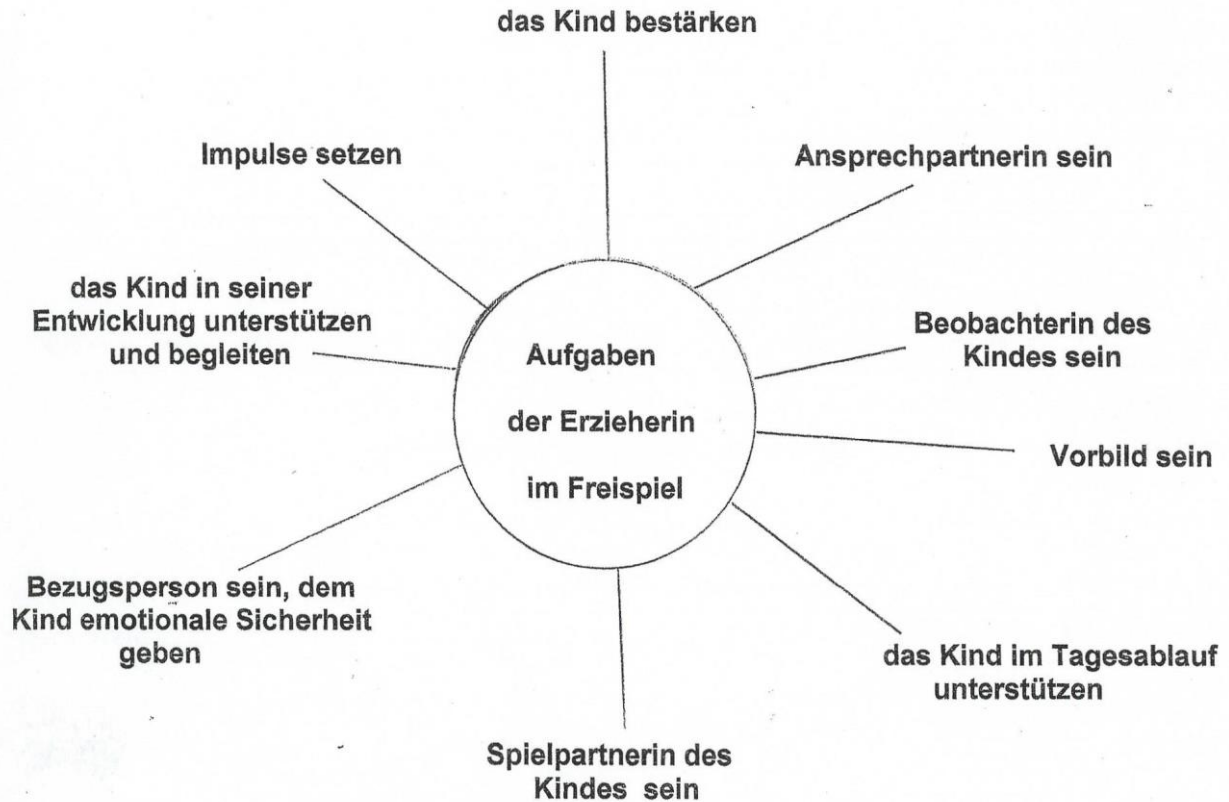 das Kind bestärken
Impulse setzen
Ansprechpartnerin sein
das Kind in seiner
Entwicklung unterstützen
und begleiten
Beobachterin des
Kindes sein
Aufgaben
der Erzieherin
im Freispiel
Vorbild sein
Bezugsperson sein, dem
Kind emotionale Sicherheit
geben
das Kind im Tagesablauf
unterstützen
Spielpartnerin des
Kindes sein